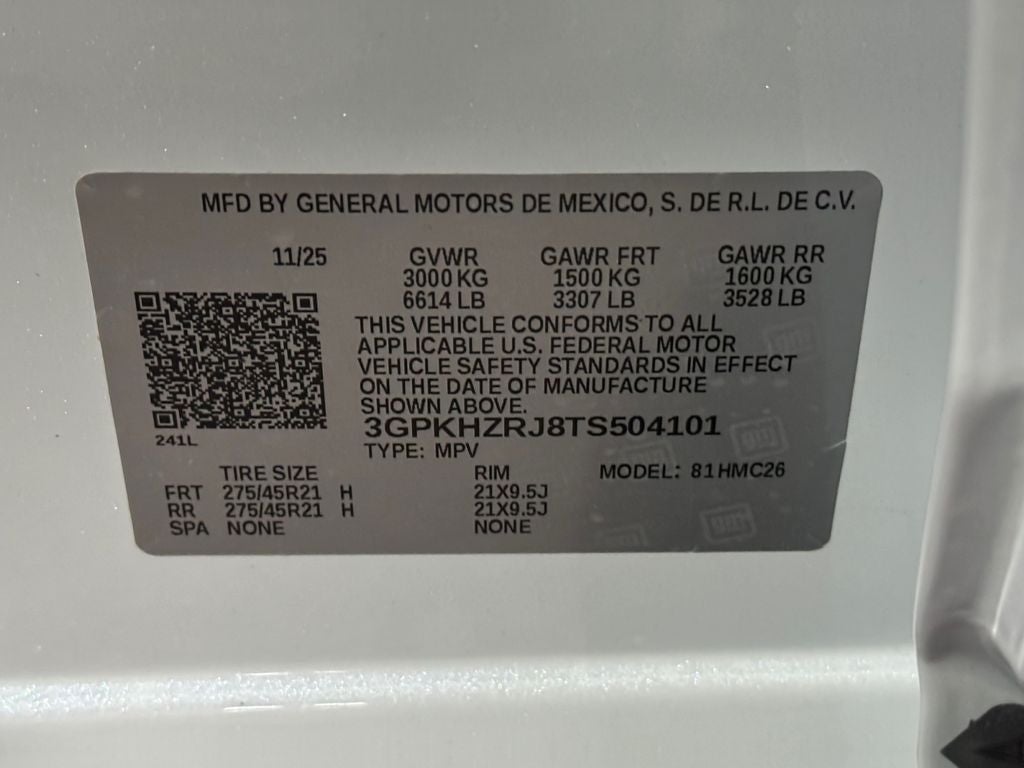 MFD BY GENERAL MOTORS DE MEXICO, S. DE R.L. DE C.V.
11/25 GVWR GAWR FRT GAWR RR
3000 KG 1500 KG 1600 KG
6614 LB 3307 LB 3528 LB
THIS VEHICLE CONFORMS TO ALL
APPLICABLE U.S. FEDERAL MOTOR
VEHICLE SAFETY STANDARDS IN EFFECT
ON THE DATE OF MANUFACTURE
SHOWN ABOVE.
3GPKHZRJ8TS504101
241L
TYPE: MPV
TIRE SIZE RIM MODEL: 81HMC26
FRT 275/45R21 H 21X9.5J
RR 275/45R21 H 21X9.5J
SPA NONE NONE